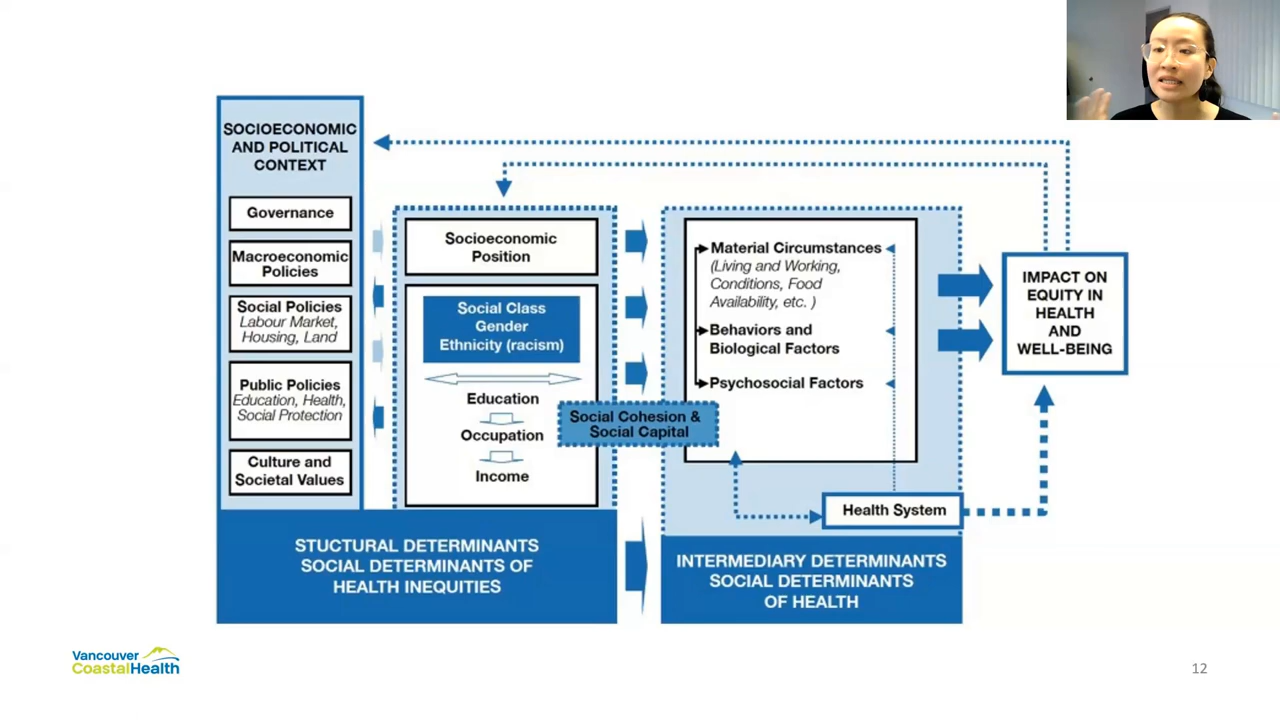 SOCIOECONOMIC
AND POLITICAL
CONTEXT
Governance
Macroeconomic
Policies
Social Policies
Labour Market,
Housing, Land
Public Policies
Education, Health,
Social Protection
Culture and
Societal Values
Socioeconomic
Position
Social Class
Gender
Ethnicity (racism)
Education
Occupation
Income
STUCTURAL DETERMINANTS
SOCIAL DETERMINANTS OF
HEALTH INEQUITIES
Social Cohesion &
Social Capital
Material Circumstances
(Living and Working,
Conditions, Food
Availability, etc. )
Behaviors and
Biological Factors
Psychosocial Factors
Health System
INTERMEDIARY DETERMINANTS
SOCIAL DETERMINANTS
OF HEALTH
IMPACT ON
EQUITY IN
HEALTH
AND
WELL-BEING
Vancouver
CoastalHealth
12